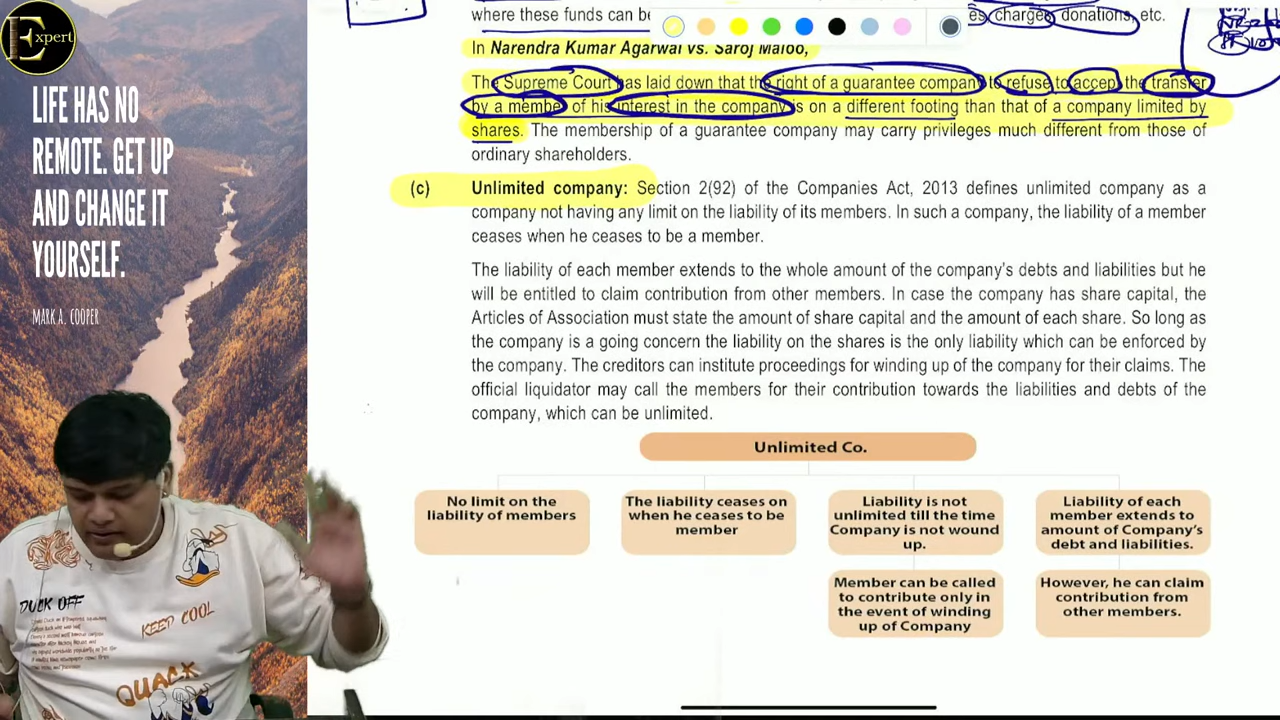 Expert
LIFE HAS NO
REMOTE. GET UP
AND CHANGE IT
YOURSELF.
MARK A. COOPER
where these funds can be
es, charges, donations, etc.
In Narendra Kumar Agarwal vs. Saroj Maloo,
The Supreme Court has laid down that the right of a guarantee company to refuse to accept the transfer
by a member of his interest in the company is on a different footing than that of a company limited by
shares. The membership of a guarantee company may carry privileges much different from those of
ordinary shareholders.
(c) Unlimited company: Section 2(92) of the Companies Act, 2013 defines unlimited company as a
company not having any limit on the liability of its members. In such a company, the liability of a member
ceases when he ceases to be a member.
The liability of each member extends to the whole amount of the company's debts and liabilities but he
will be entitled to claim contribution from other members. In case the company has share capital, the
Articles of Association must state the amount of share capital and the amount of each share. So long as
the company is a going concern the liability on the shares is the only liability which can be enforced by
the company. The creditors can institute proceedings for winding up of the company for their claims. The
official liquidator may call the members for their contribution towards the liabilities and debts of the
company, which can be unlimited.
Unlimited Co.
No limit on the
liability of members
The liability ceases on
when he ceases to be
member
Liability is not
unlimited till the time
Company is not wound
up.
Member can be called
to contribute only in
the event of winding
up of Company
Liability of each
member extends to
amount of Company's
debt and liabilities.
However, he can claim
contribution from
other members.
DUCK OFF
KEEP COOL
QUACK